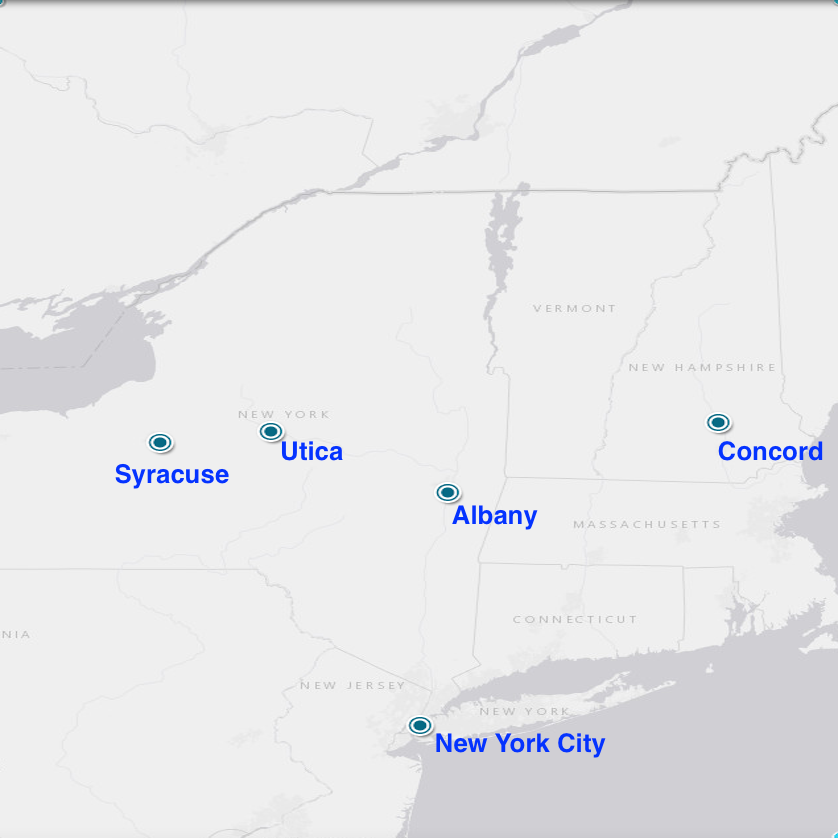 VERMONT
NEW HAMPSHIRE
NEW YORK
Concord
Utica
Syracuse
Albany
MASSACHUSETTS
CONNECTICUT
NIA
NEW JERSEY
NEW YORK
New York City